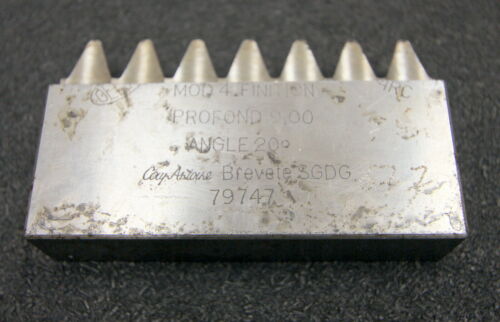 MOD 4 FINITION
PROFOND 9,00
ANGLE 20°
Brevete SGDG
79747